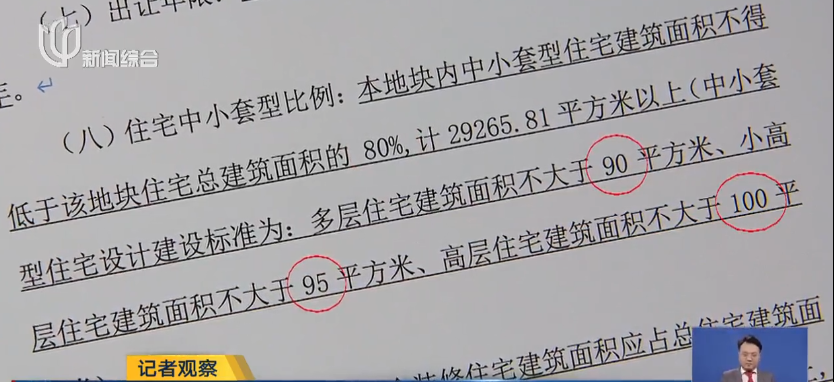 （七）出让年限：
新闻综合
年。
（八）住宅中小套型比例：本地块内中小套型住宅建筑面积不得
低于该地块住宅总建筑面积的 80%,计 29265.81 平方米以上（中小套
型住宅设计建设标准为：多层住宅建筑面积不大于 90 平方米、小高
层住宅建筑面积不大于 95 平方米、高层住宅建筑面积不大于 100 平
装修住宅建筑面积应占总住宅建筑面
记者观察